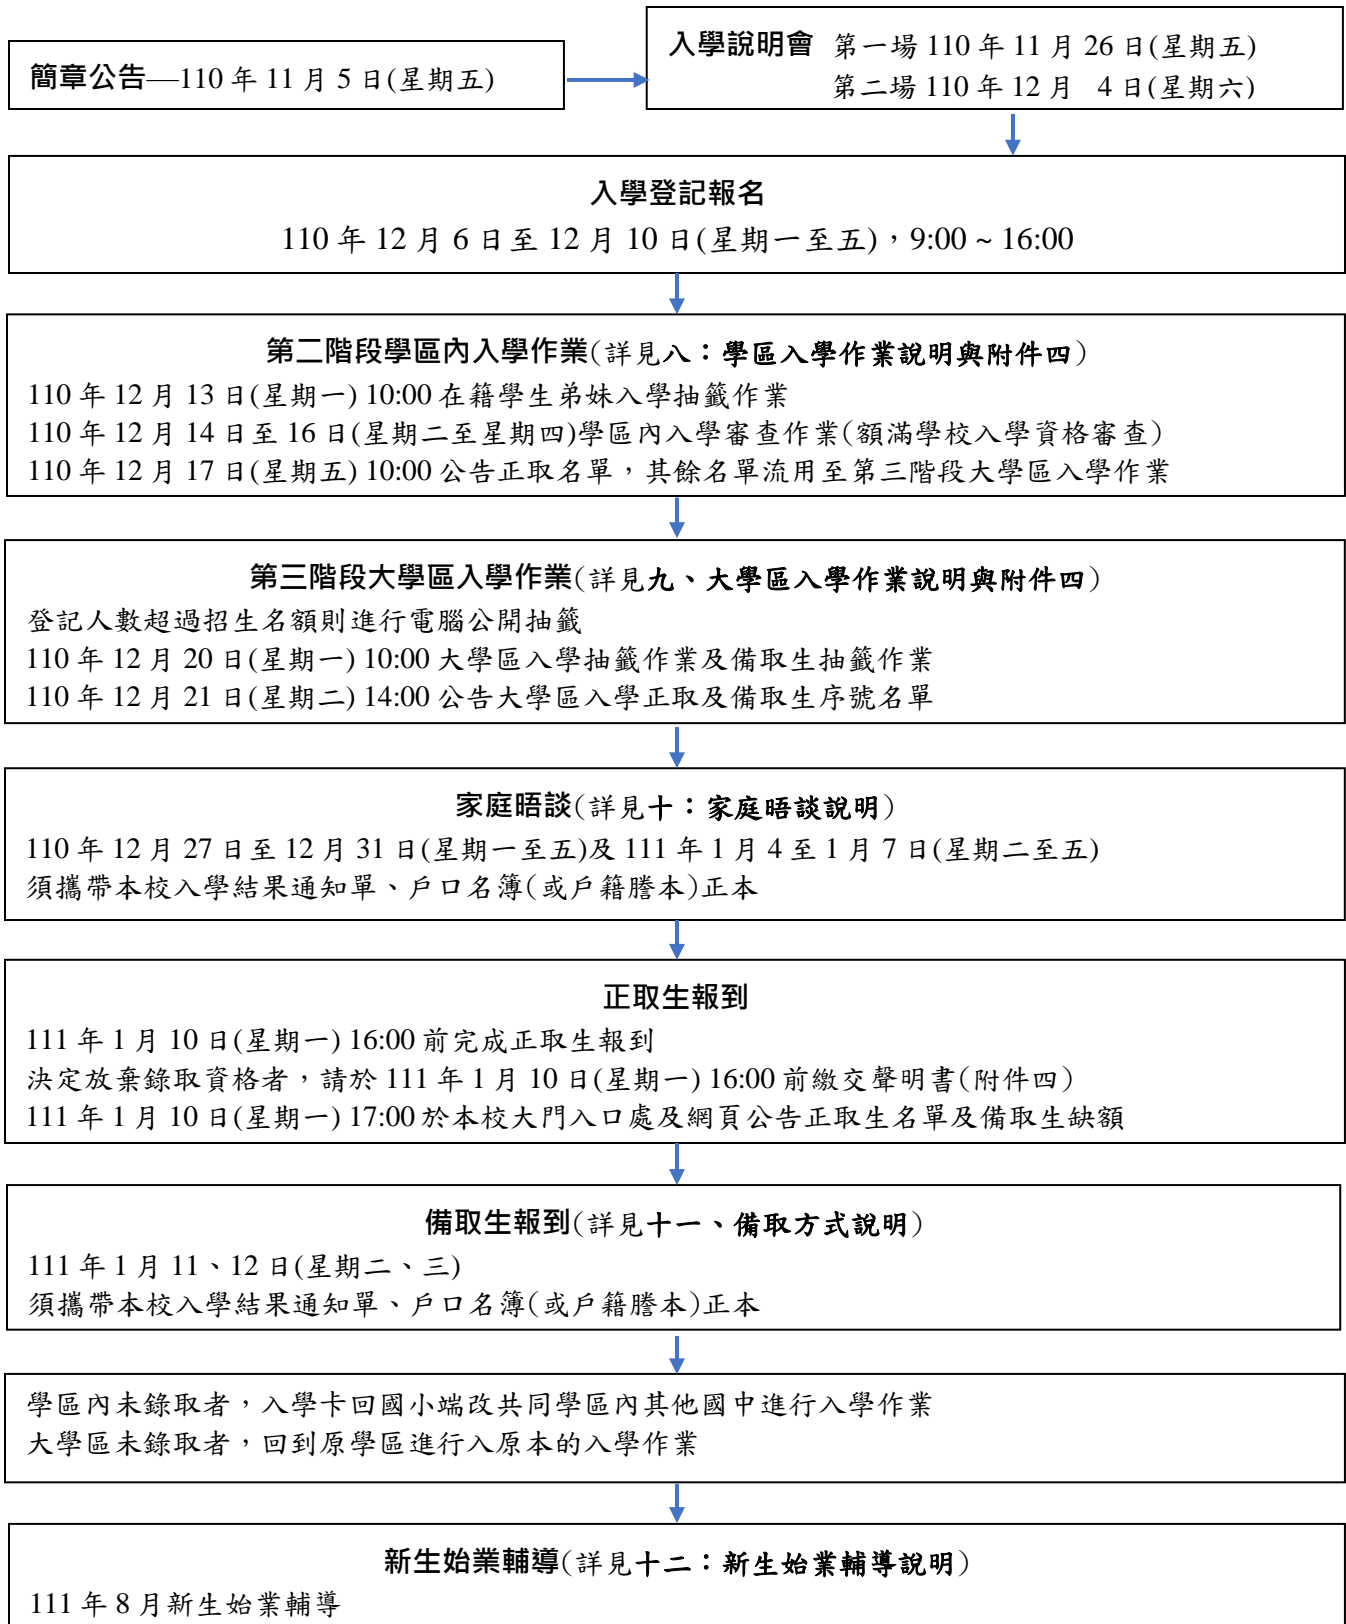 簡章公告—110 年 11 月 5 日(星期五)
入學說明會 第一場 110 年 11 月 26 日(星期五)
第二場 110 年 12 月 4 日(星期六)
入學登記報名
110 年 12 月 6 日至 12 月 10 日(星期一至五)，9:00 ~ 16:00
第二階段學區內入學作業(詳見八：學區入學作業說明與附件四)
110 年 12 月 13 日(星期一) 10:00 在籍學生弟妹入學抽籤作業
110 年 12 月 14 日至 16 日(星期二至星期四)學區內入學審查作業(額滿學校入學資格審查)
110 年 12 月 17 日(星期五) 10:00 公告正取名單，其餘名單流用至第三階段大學區入學作業
第三階段大學區入學作業(詳見九、大學區入學作業說明與附件四)
登記人數超過招生名額則進行電腦公開抽籤
110 年 12 月 20 日(星期一) 10:00 大學區入學抽籤作業及備取生抽籤作業
110 年 12 月 21 日(星期二) 14:00 公告大學區入學正取及備取生序號名單
家庭晤談(詳見十：家庭晤談說明)
110 年 12 月 27 日至 12 月 31 日(星期一至五)及 111 年 1 月 4 至 1 月 7 日(星期二至五)
須攜帶本校入學結果通知單、戶口名簿(或戶籍謄本)正本
正取生報到
111 年 1 月 10 日(星期一) 16:00 前完成正取生報到
決定放棄錄取資格者，請於 111 年 1 月 10 日(星期一) 16:00 前繳交聲明書(附件四)
111 年 1 月 10 日(星期一) 17:00 於本校大門入口處及網頁公告正取生名單及備取生缺額
備取生報到(詳見十一、備取方式說明)
111 年 1 月 11、12 日(星期二、三)
須攜帶本校入學結果通知單、戶口名簿(或戶籍謄本)正本
學區內未錄取者，入學卡回國小端改共同學區內其他國中進行入學作業
大學區未錄取者，回到原學區進行入原本的入學作業
新生始業輔導(詳見十二：新生始業輔導說明)
111 年 8 月新生始業輔導